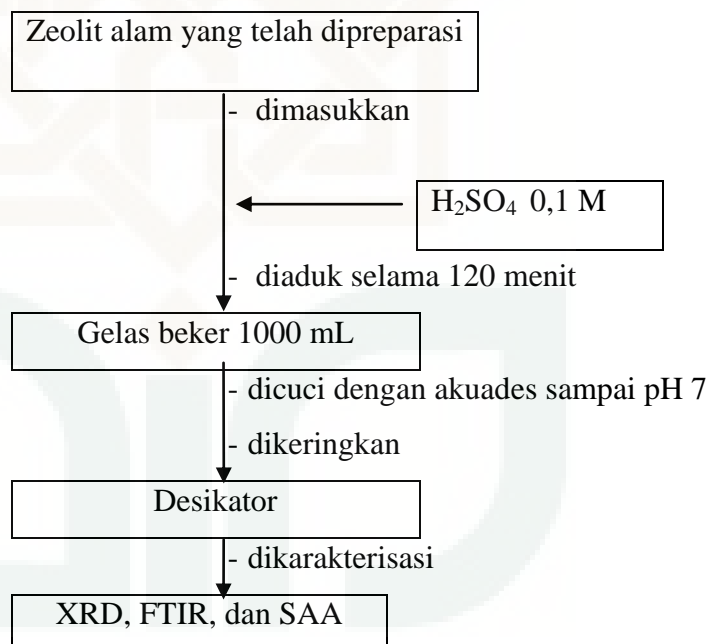 Zeolit alam yang telah dipreparasi
- dimasukkan
H₂SO₄ 0,1 M
- diaduk selama 120 menit
Gelas beker 1000 mL
- dicuci dengan akuades sampai pH 7
- dikeringkan
Desikator
- dikarakterisasi
XRD, FTIR, dan SAA